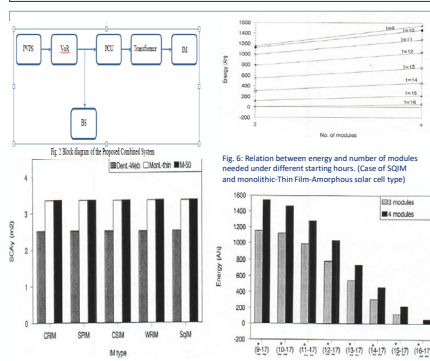 PVPS
VoR
PCU
Transformer
IM
BS
Fig. 2 Block diagram of the Proposed Combined System
Dent.-Web
Mont.-thin
M-50
SCAy (m2)
4
3
2
1
0
CRIM
SPIM
CSIM
WRIM
SqIM
IM type
1600
1400
1200
1000
800
600
400
200
0
-200
Energy (Ah)
t=9
t=10
t=11
t=12
t=13
t=14
t=15
t=16
3
4
No. of modules
Fig. 6: Relation between energy and number of modules
needed under different starting hours. (Case of SQIM
and monolithic-Thin Film-Amorphous solar cell type)
3 modules
4 modules
1600
1400
1200
1000
800
600
400
200
0
-200
Energy (Ah)
(9-17)
(10-17)
(11-17)
(12-17)
(13-17)
(14-17)
(15-17)
(16-17)